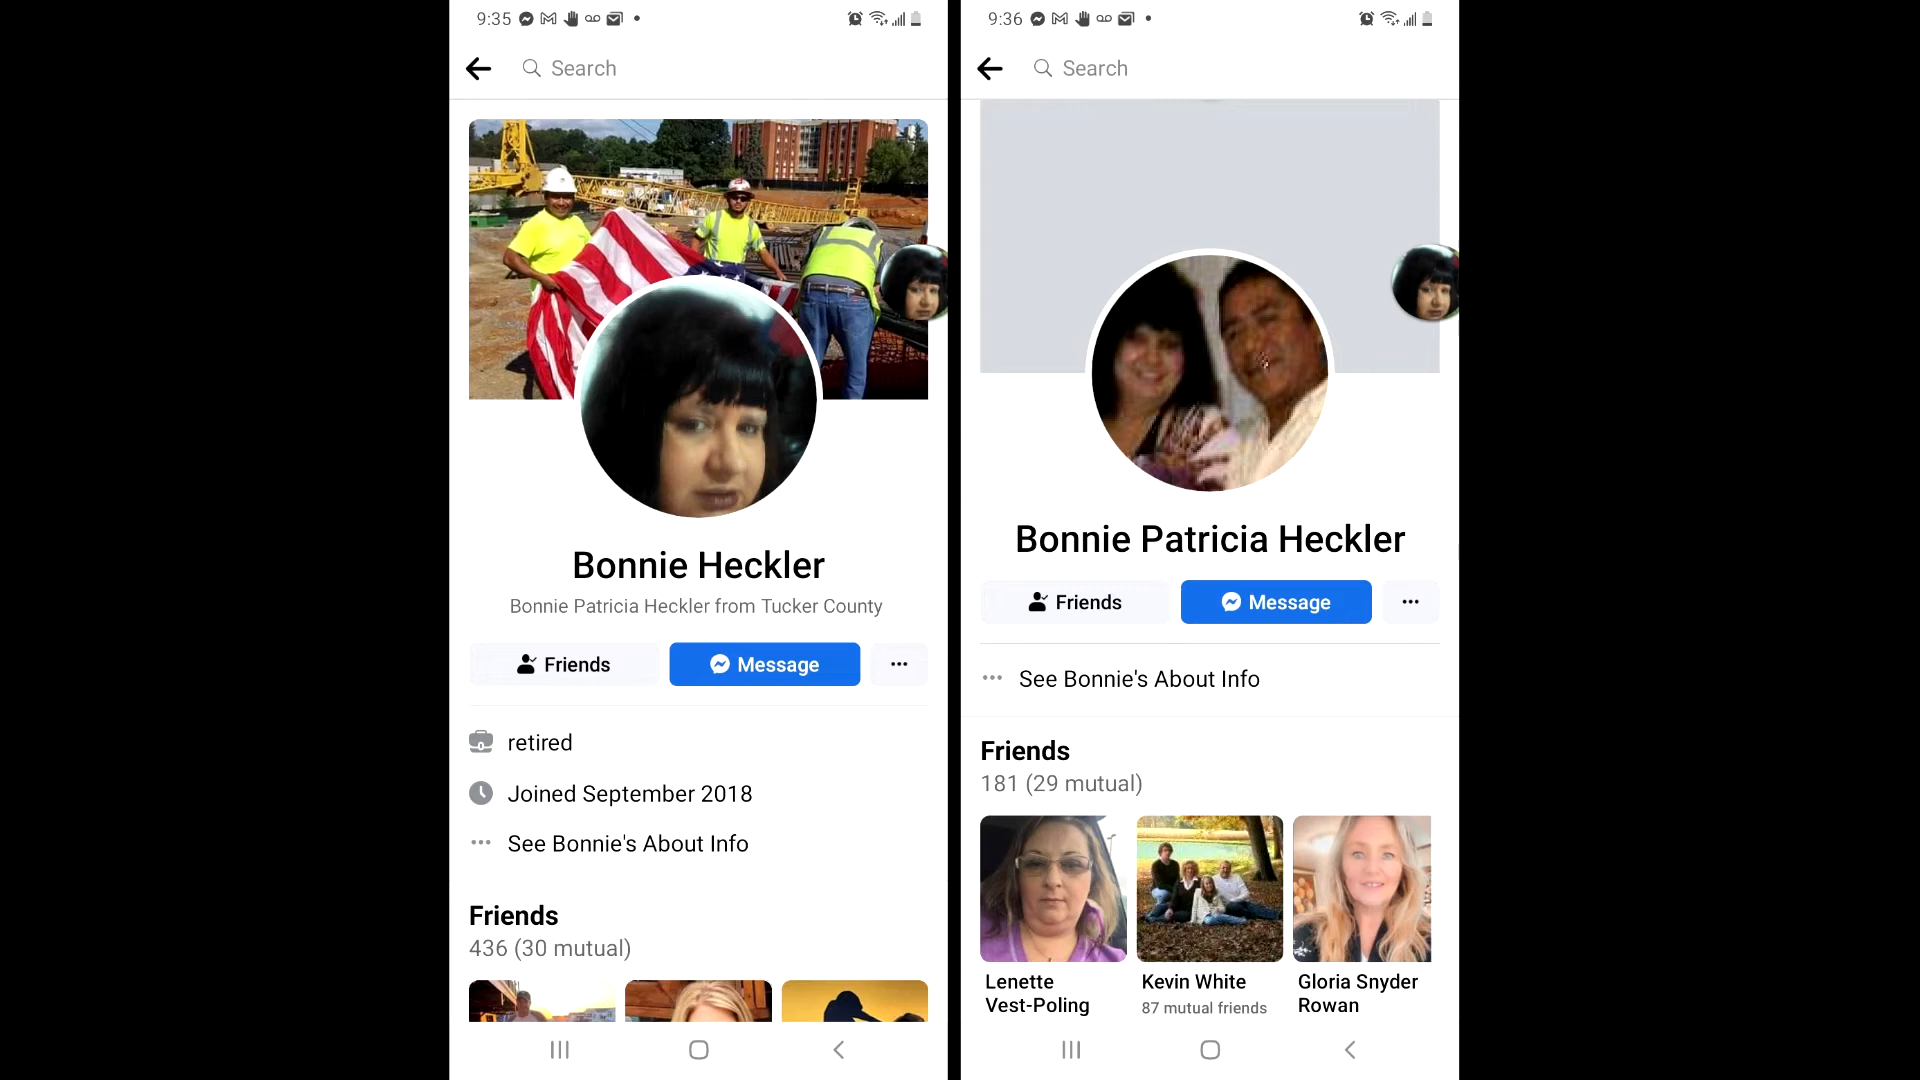 9:35
Search
Bonnie Heckler
Bonnie Patricia Heckler from Tucker County
Friends
Message
retired
Joined September 2018
See Bonnie's About Info
Friends
436 (30 mutual)
9:36
Search
Bonnie Patricia Heckler
Friends
Message
See Bonnie's About Info
Friends
181 (29 mutual)
Lenette
Vest-Poling
Kevin White
87 mutual friends
Gloria Snyder
Rowan